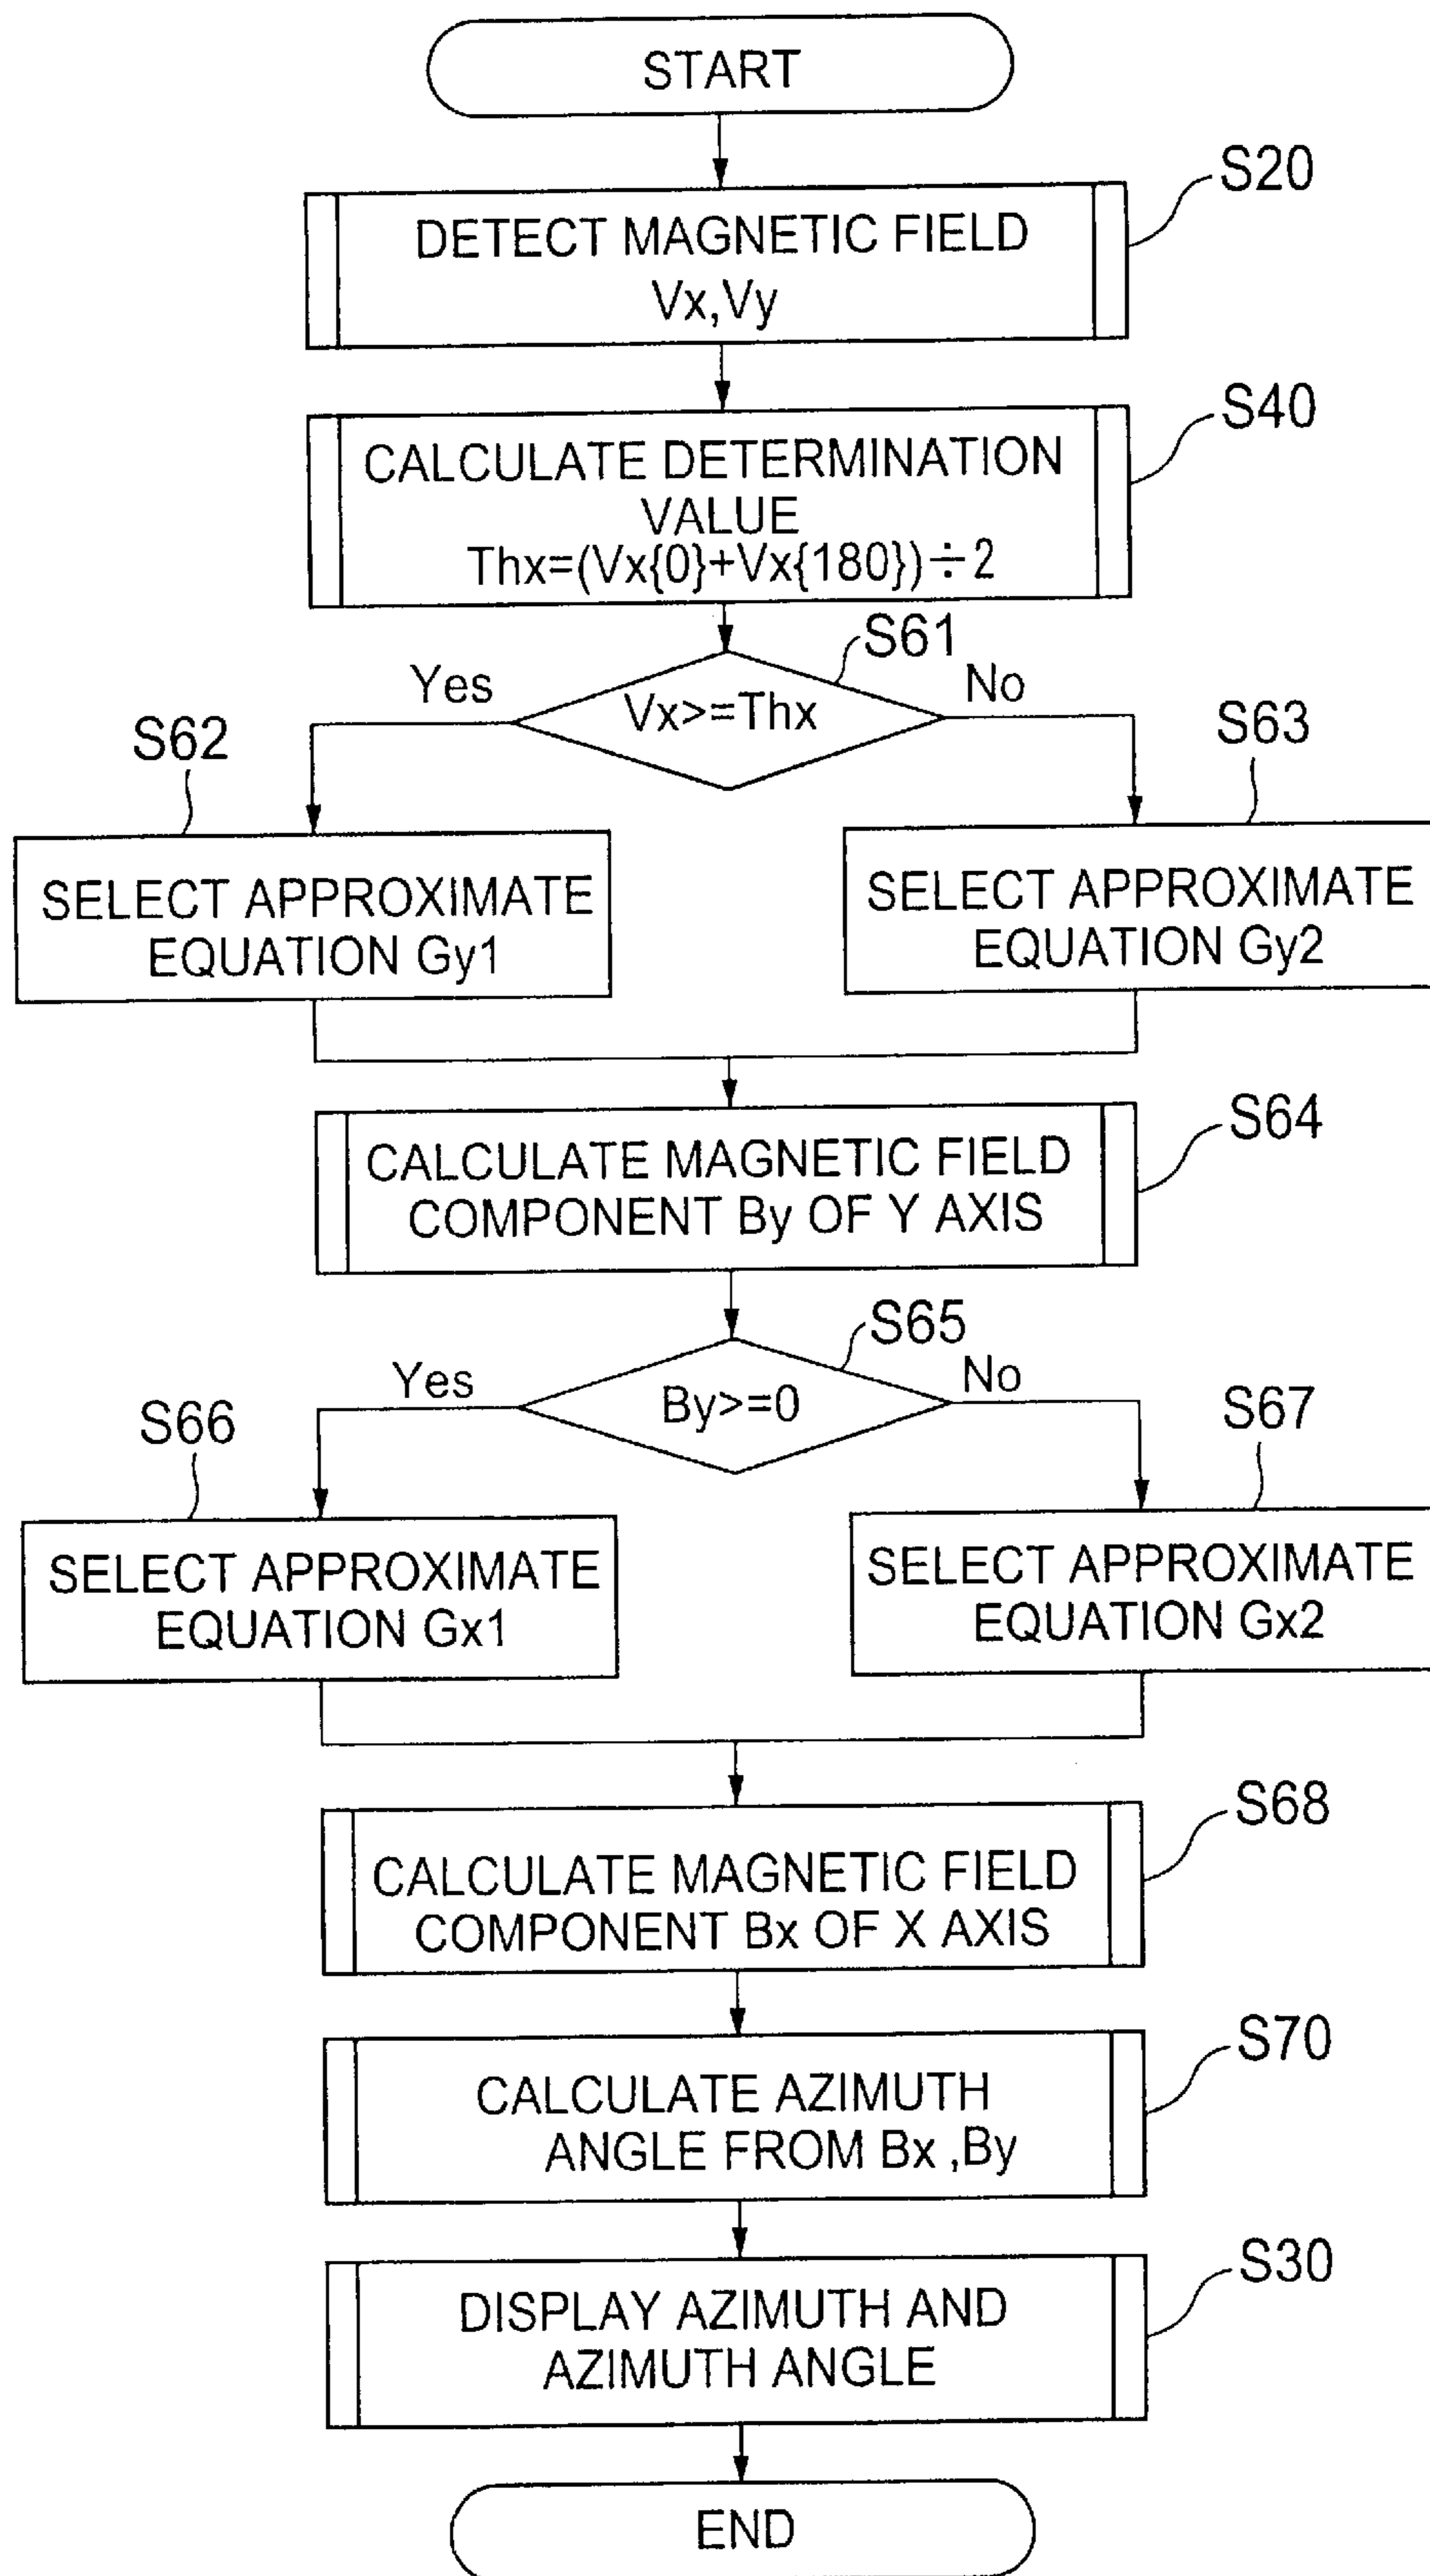 START
S20
DETECT MAGNETIC FIELD
Vx,Vy
S40
CALCULATE DETERMINATION
VALUE
Thx=(Vx{0}+Vx{180})÷2
S61
Yes
Vx>=Thx
No
S62
S63
SELECT APPROXIMATE
EQUATION Gy1
SELECT APPROXIMATE
EQUATION Gy2
S64
CALCULATE MAGNETIC FIELD
COMPONENT By OF Y AXIS
S65
Yes
By>=0
No
S66
S67
SELECT APPROXIMATE
EQUATION Gx1
SELECT APPROXIMATE
EQUATION Gx2
S68
CALCULATE MAGNETIC FIELD
COMPONENT Bx OF X AXIS
S70
CALCULATE AZIMUTH
ANGLE FROM Bx ,By
S30
DISPLAY AZIMUTH AND
AZIMUTH ANGLE
END